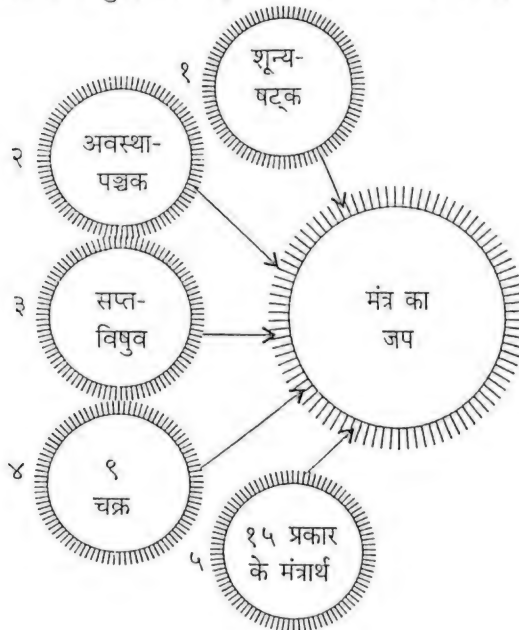 १
शून्य-
षट्क
२
अवस्था-
पञ्चक
३
सप्त-
विषुव
मंत्र का
जप
४
९
चक्र
५
१५ प्रकार
के मंत्रार्थ